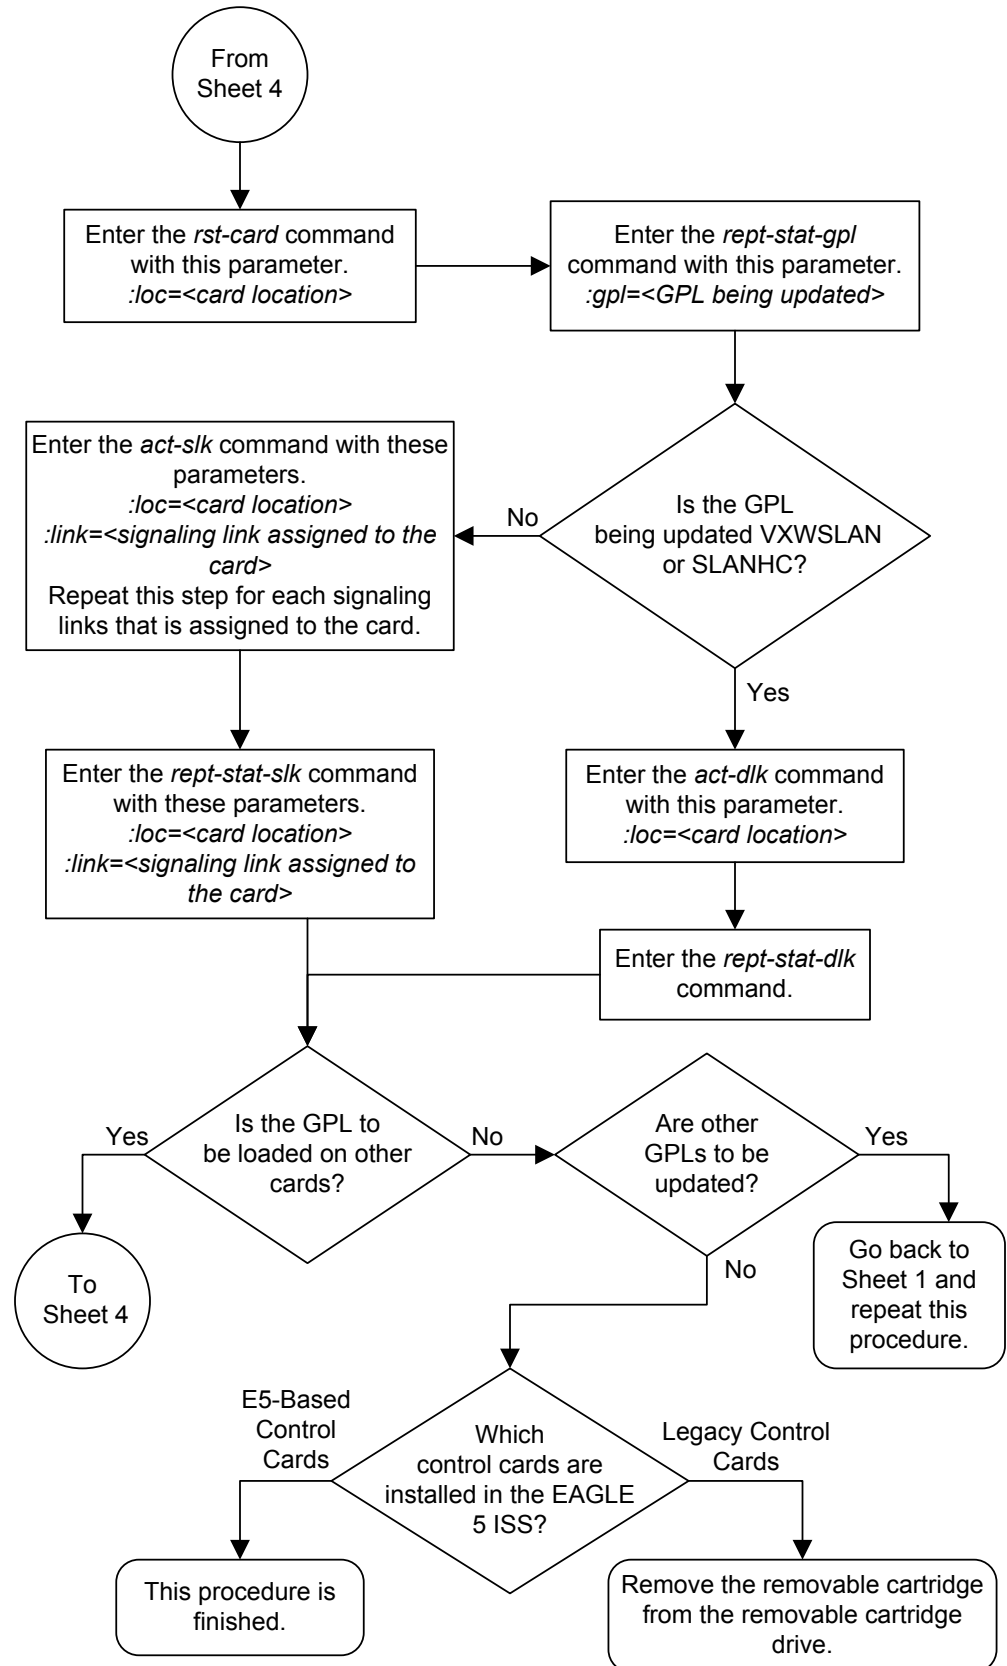 From
Sheet 4
Enter the rst-card command
with this parameter.
:loc=<card location>
Enter the rept-stat-gpl
command with this parameter.
:gpl=<GPL being updated>
Is the GPL
being updated VXWSLAN
or SLANHC?
No
Yes
Enter the act-slk command with these
parameters.
:loc=<card location>
:link=<signaling link assigned to the
card>
Repeat this step for each signaling
links that is assigned to the card.
Enter the rept-stat-slk command
with these parameters.
:loc=<card location>
:link=<signaling link assigned to
the card>
Enter the act-dlk command
with this parameter.
:loc=<card location>
Enter the rept-stat-dlk
command.
Is the GPL to
be loaded on other
cards?
Yes
No
To
Sheet 4
Are other
GPLs to be
updated?
Yes
No
Go back to
Sheet 1 and
repeat this
procedure.
Which
control cards are
installed in the EAGLE
5 ISS?
E5-Based
Control
Cards
Legacy Control
Cards
This procedure is
finished.
Remove the removable cartridge
from the removable cartridge
drive.